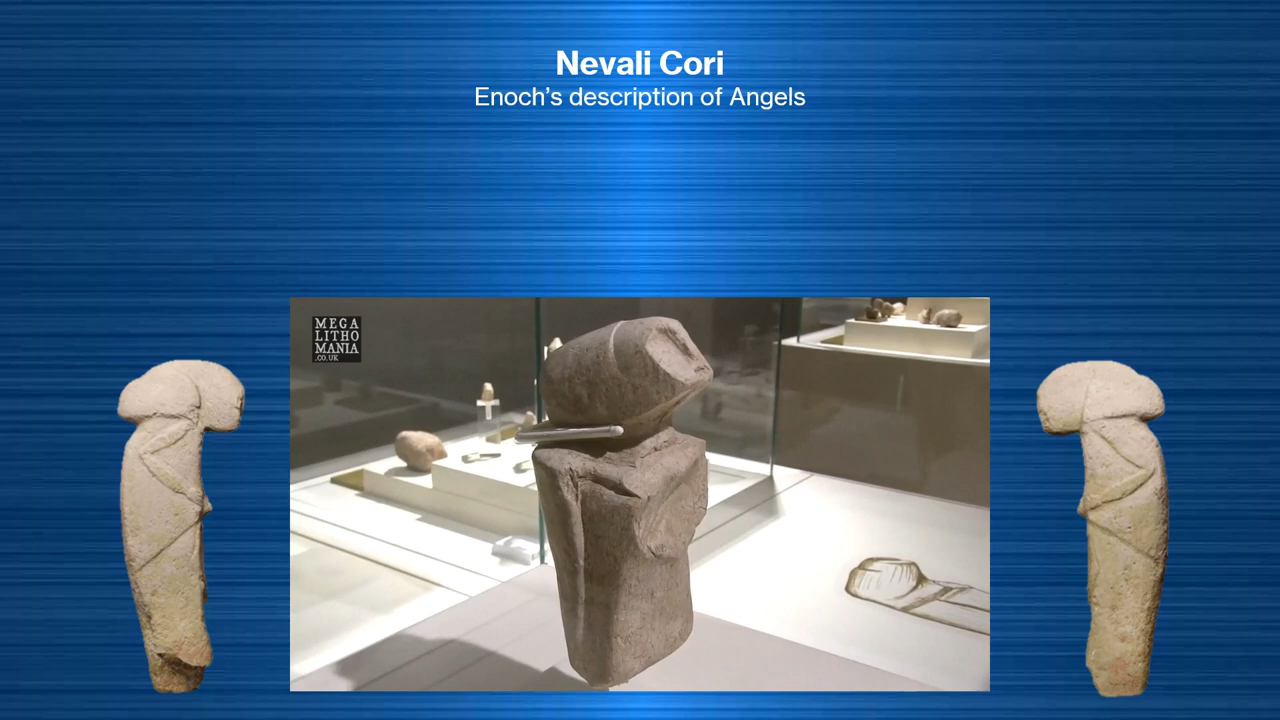 Nevali Cori
Enoch’s description of Angels
MEGA
LITHO
MANIA
.CO.UK